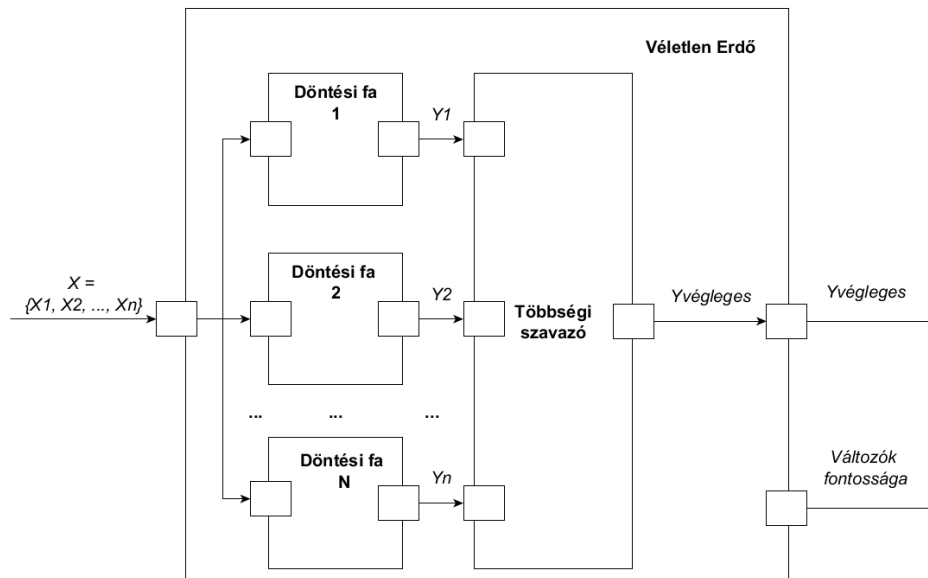 Véletlen Erdő
Döntési fa
1
Y1
X =
{X1, X2, ..., Xn}
Döntési fa
2
Y2
Többségi
szavazó
Yvégleges
Yvégleges
...
...
...
Döntési fa
N
Yn
Változók
fontossága